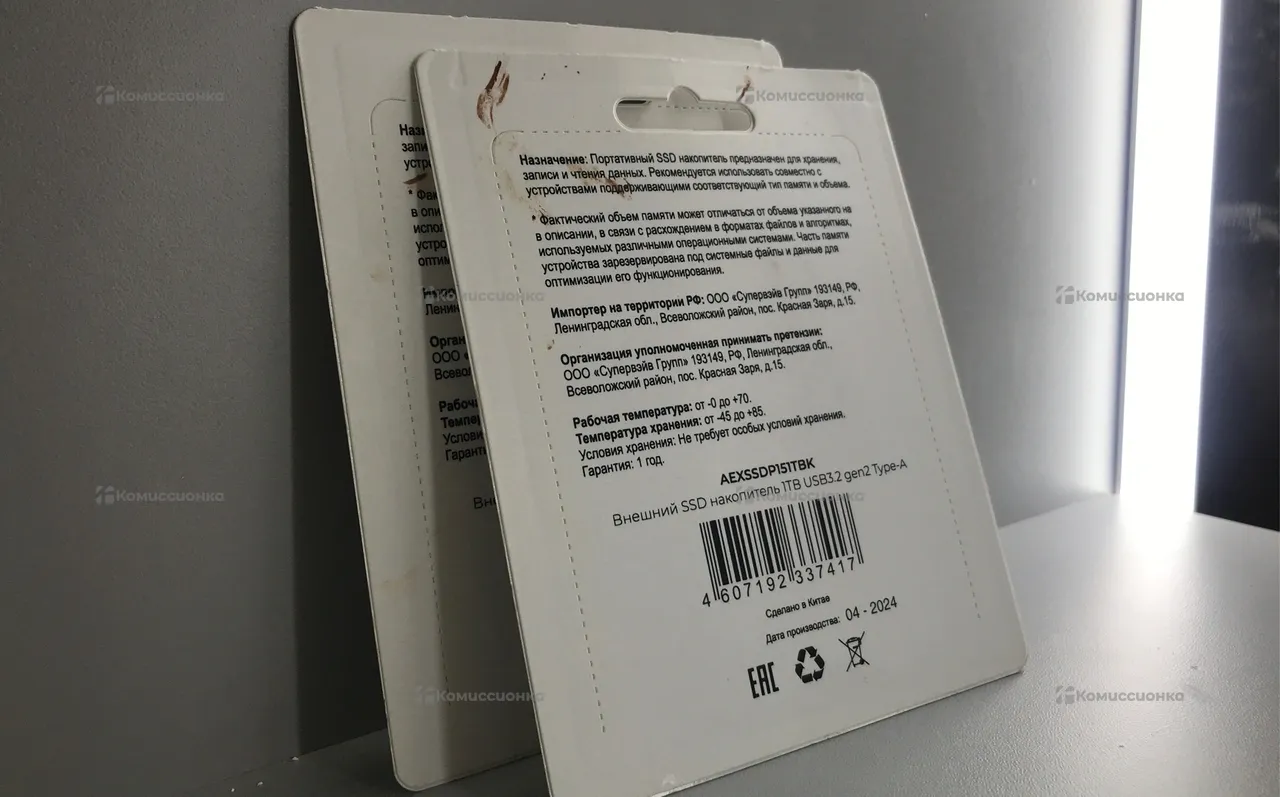 Назначение: Портативный SSD накопитель предназначен для хранения,
записи и чтения данных. Рекомендуется использовать совместно с
устройствами поддерживающими соответствующий тип памяти и объема.
* Фактический объем памяти может отличаться от объема указанного на
в описании, в связи с расхождением в форматах файлов и алгоритмах,
используемых различными операционными системами. Часть памяти
устройства зарезервирована под системные файлы и данные для
оптимизации его функционирования.
Импортер на территории РФ: ООО «Супервэйв Групп» 193149, РФ,
Ленинградская обл., Всеволожский район, пос. Красная Заря, д.15.
Организация уполномоченная принимать претензии:
ООО «Супервэйв Групп» 193149, РФ, Ленинградская обл.,
Всеволожский район, пос. Красная Заря, д.15.
Рабочая температура: от -0 до +70.
Температура хранения: от -45 до +85.
Условия хранения: Не требует особых условий хранения.
Гарантия: 1 год.
AEXSSDP151TBK
Внешний SSD накопитель 1TB USB3.2 gen2 Type-A
4 607192 337417
Сделано в Китае
Дата производства: 04 - 2024
EAC
Комиссионка
Комиссионка
Комиссионка
Комиссионка
Комиссионка
Комиссионка
Комиссионка
Комиссионка